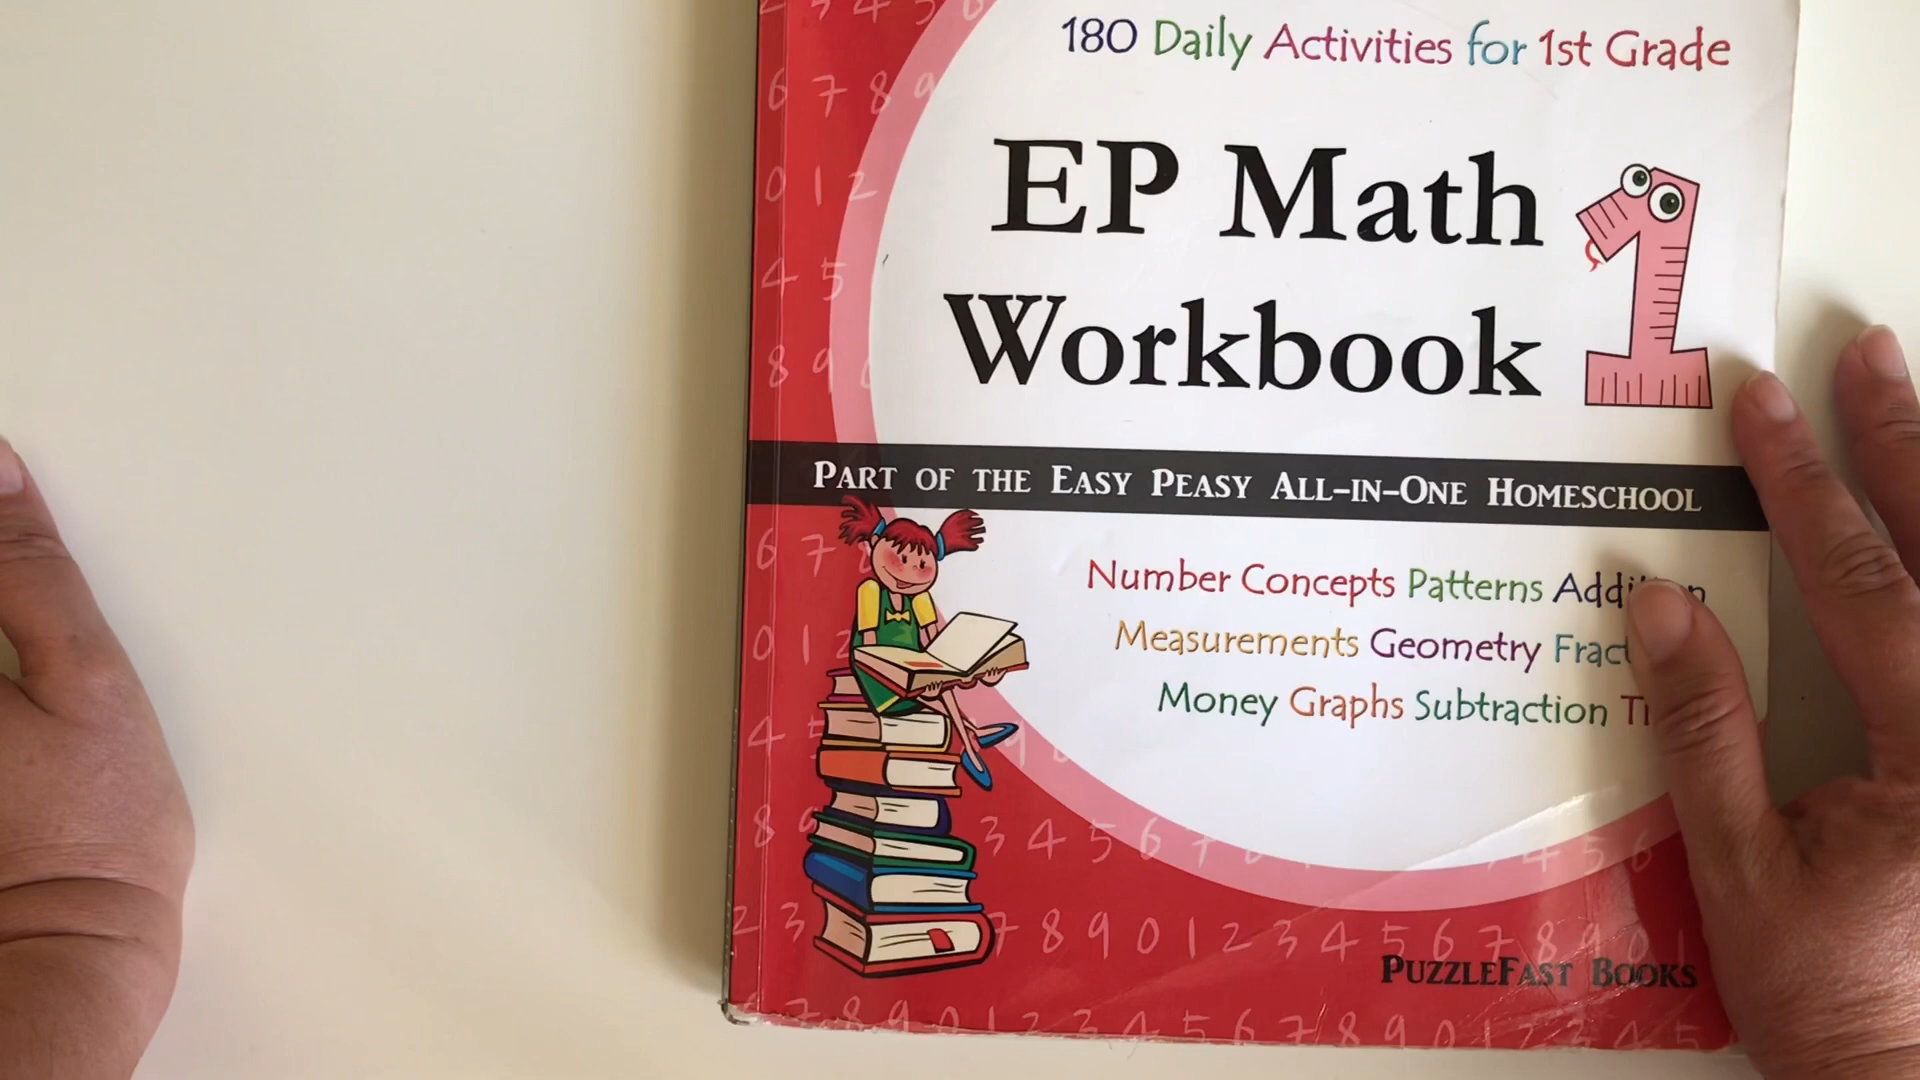 180 Daily Activities for 1st Grade
EP Math
Workbook
1
PART OF THE EASY PEASY ALL-IN-ONE HOMESCHOOL
Number Concepts Patterns
Measurements Geometry
Money Graphs Subtraction
PUZZLEFAST BOOKS